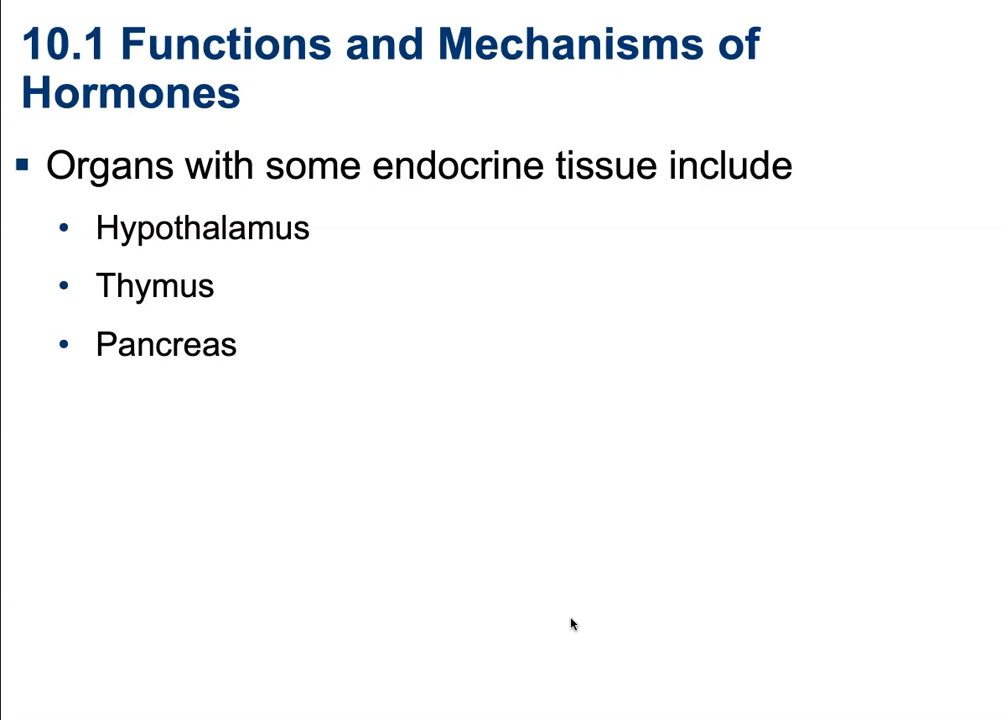 10.1 Functions and Mechanisms of
Hormones
▪ Organs with some endocrine tissue include
• Hypothalamus
• Thymus
• Pancreas